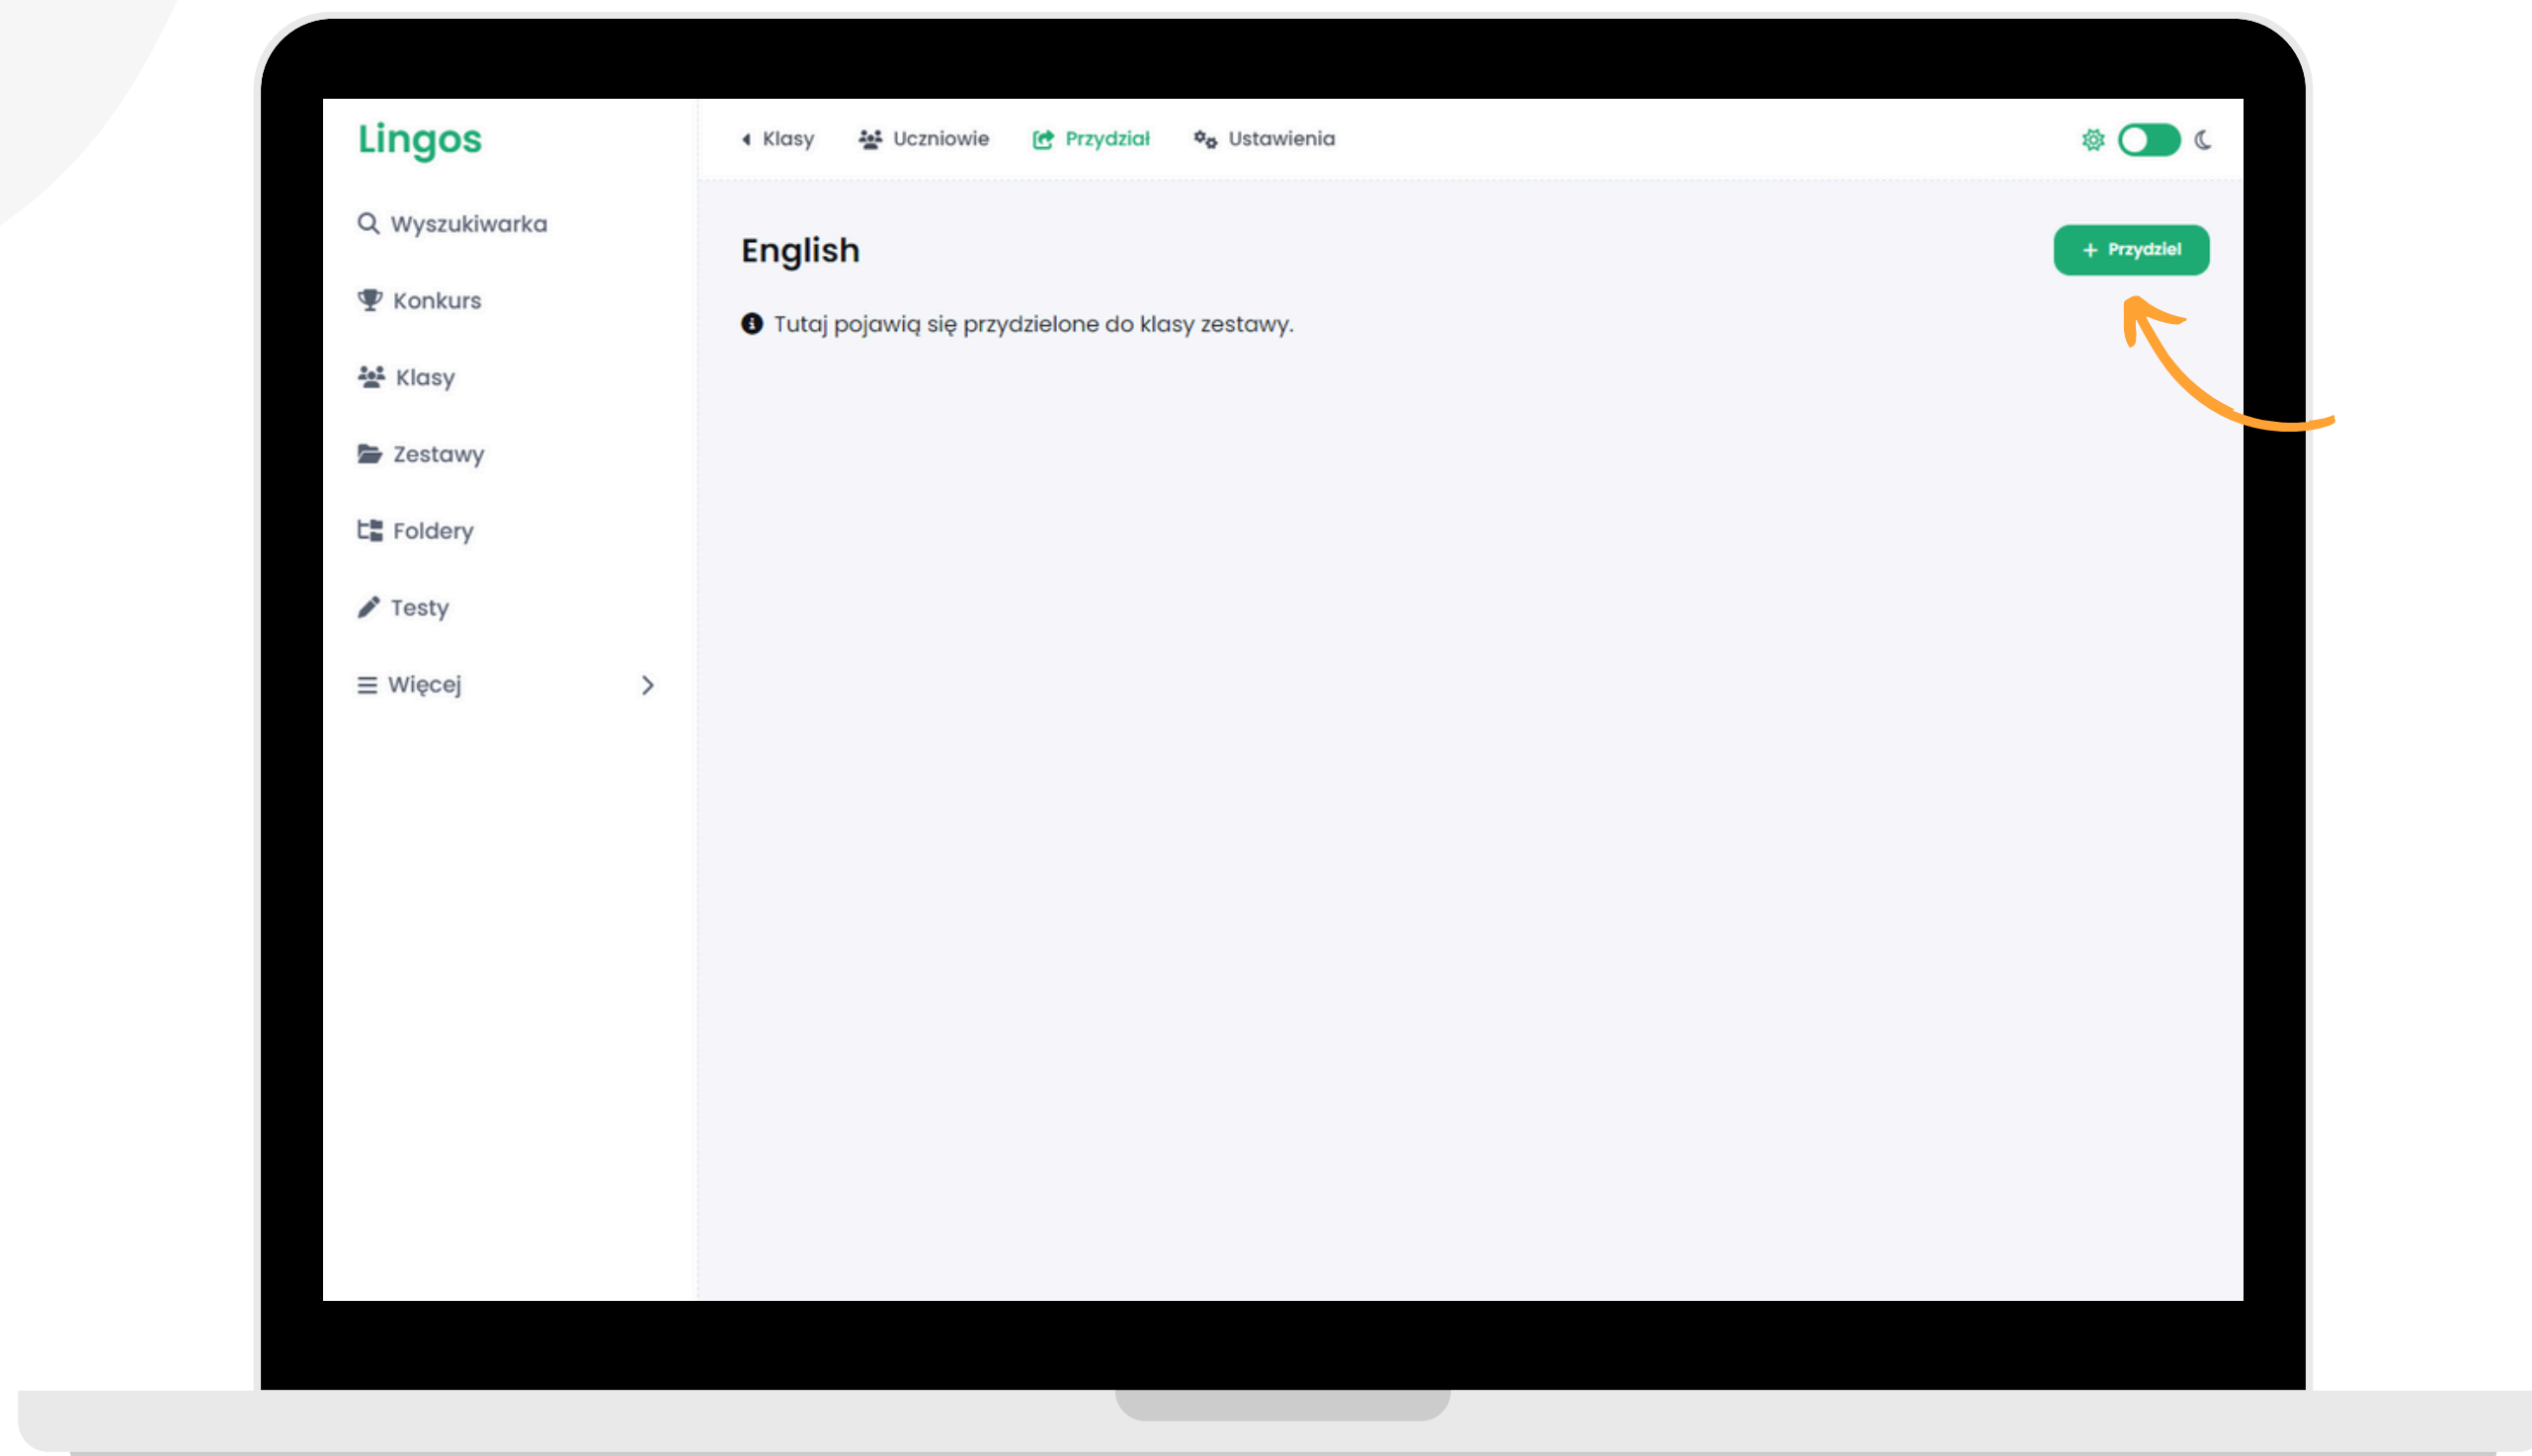 Lingos
Klasy Uczniowie Przydział Ustawienia
Wyszukiwarka
Konkurs
Klasy
Zestawy
Foldery
Testy
Więcej
English
+ Przydziel
Tutaj pojawią się przydzielone do klasy zestawy.